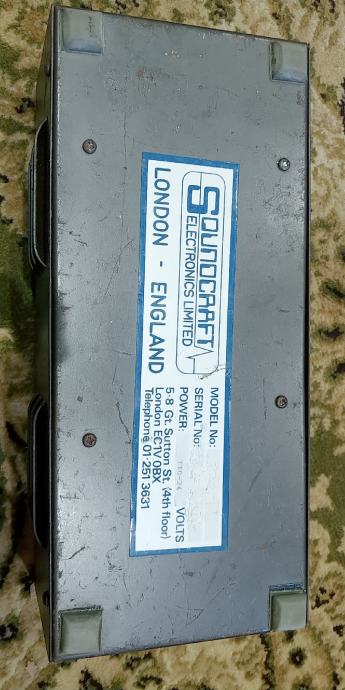 SOUNDCRAFT
ELECTRONICS LIMITED
LONDON - ENGLAND
MODEL No:
SERIAL No:
POWER: VOLTS
5-8 Gt. Sutton St. (4th floor)
London EC1V 0BX
Telephone 01-251 3631